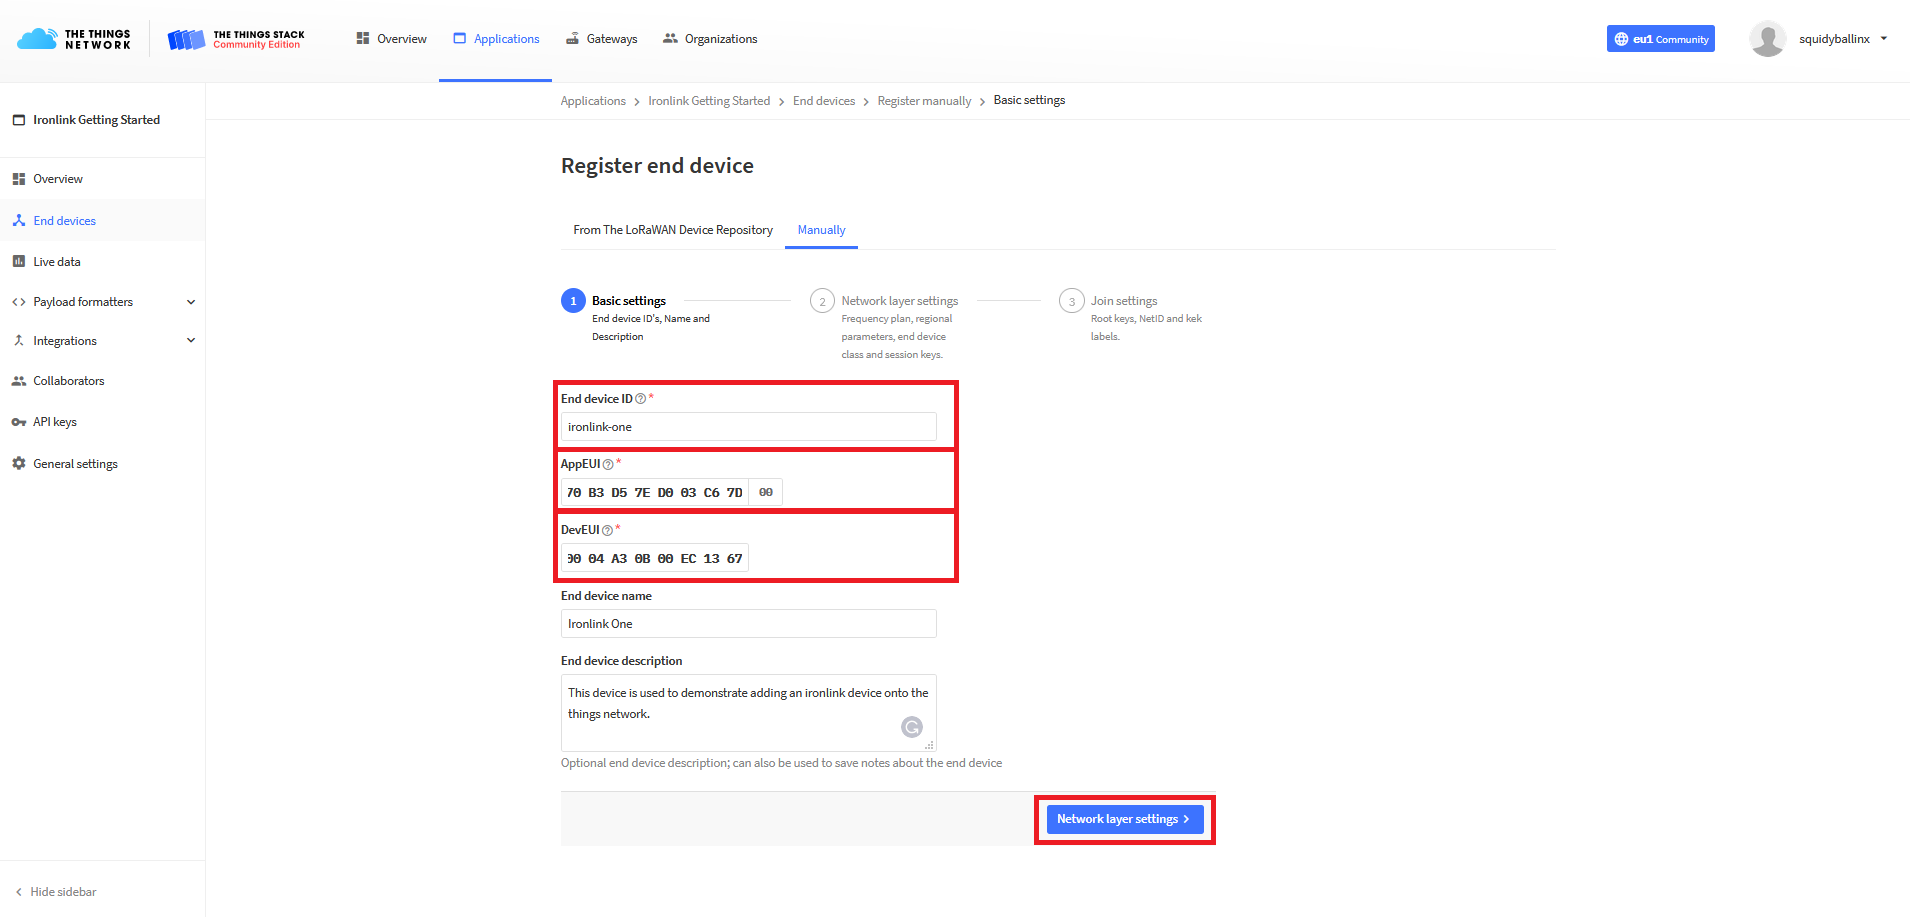 THE THINGS
NETWORK
THE THINGS STACK
Community Edition
Overview
Applications
Gateways
Organizations
eu1 Community
squidyballinx
Applications > Ironlink Getting Started > End devices > Register manually > Basic settings
Ironlink Getting Started
Overview
End devices
Live data
Payload formatters
Integrations
Collaborators
API keys
General settings
Hide sidebar
Register end device
From The LoRaWAN Device Repository
Manually
1 Basic settings
End device ID's, Name and
Description
2 Network layer settings
Frequency plan, regional
parameters, end device
class and session keys.
3 Join settings
Root keys, NetID and kek
labels.
End device ID ? *
ironlink-one
AppEUI ? *
70 B3 D5 7E D0 03 C6 7D 00
DevEUI ? *
00 04 A3 0B 00 EC 13 67
End device name
Ironlink One
End device description
This device is used to demonstrate adding an ironlink device onto the
things network.
Optional end device description; can also be used to save notes about the end device
Network layer settings >